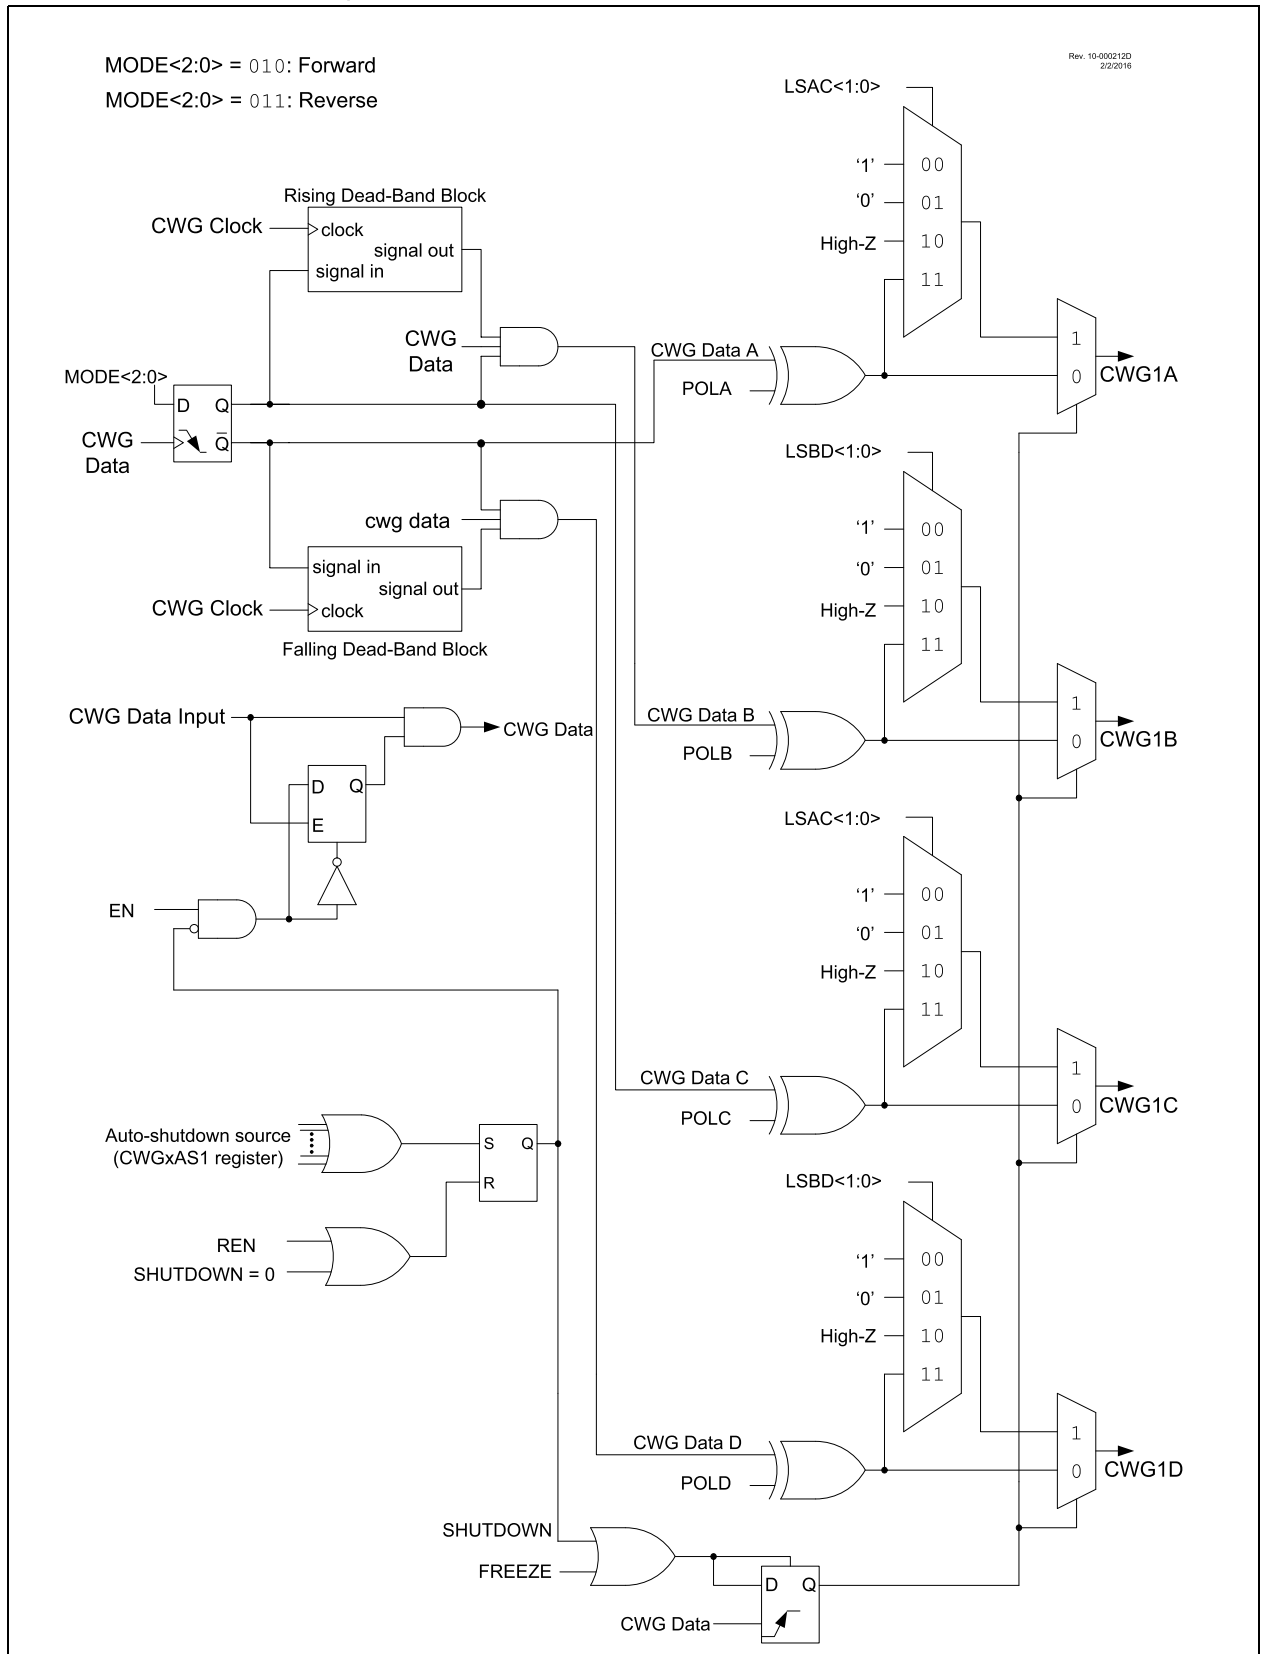 MODE<2:0> = 010: Forward
MODE<2:0> = 011: Reverse
Rev. 10-000212D
2/2/2016
LSAC<1:0>
'1' 00
'0' 01
High-Z 10
11
Rising Dead-Band Block
CWG Clock
clock
signal out
signal in
CWG
Data
MODE<2:0>
D Q
CWG
Data
Q
CWG Data A
POLA
1
0
CWG1A
cwg data
signal in
signal out
CWG Clock
clock
Falling Dead-Band Block
LSBD<1:0>
'1' 00
'0' 01
High-Z 10
11
CWG Data B
POLB
1
0
CWG1B
CWG Data Input
CWG Data
D Q
E
EN
LSAC<1:0>
'1' 00
'0' 01
High-Z 10
11
CWG Data C
POLC
1
0
CWG1C
Auto-shutdown source
(CWGxAS1 register)
S Q
R
REN
SHUTDOWN = 0
LSBD<1:0>
'1' 00
'0' 01
High-Z 10
11
CWG Data D
POLD
1
0
CWG1D
SHUTDOWN
FREEZE
D Q
CWG Data